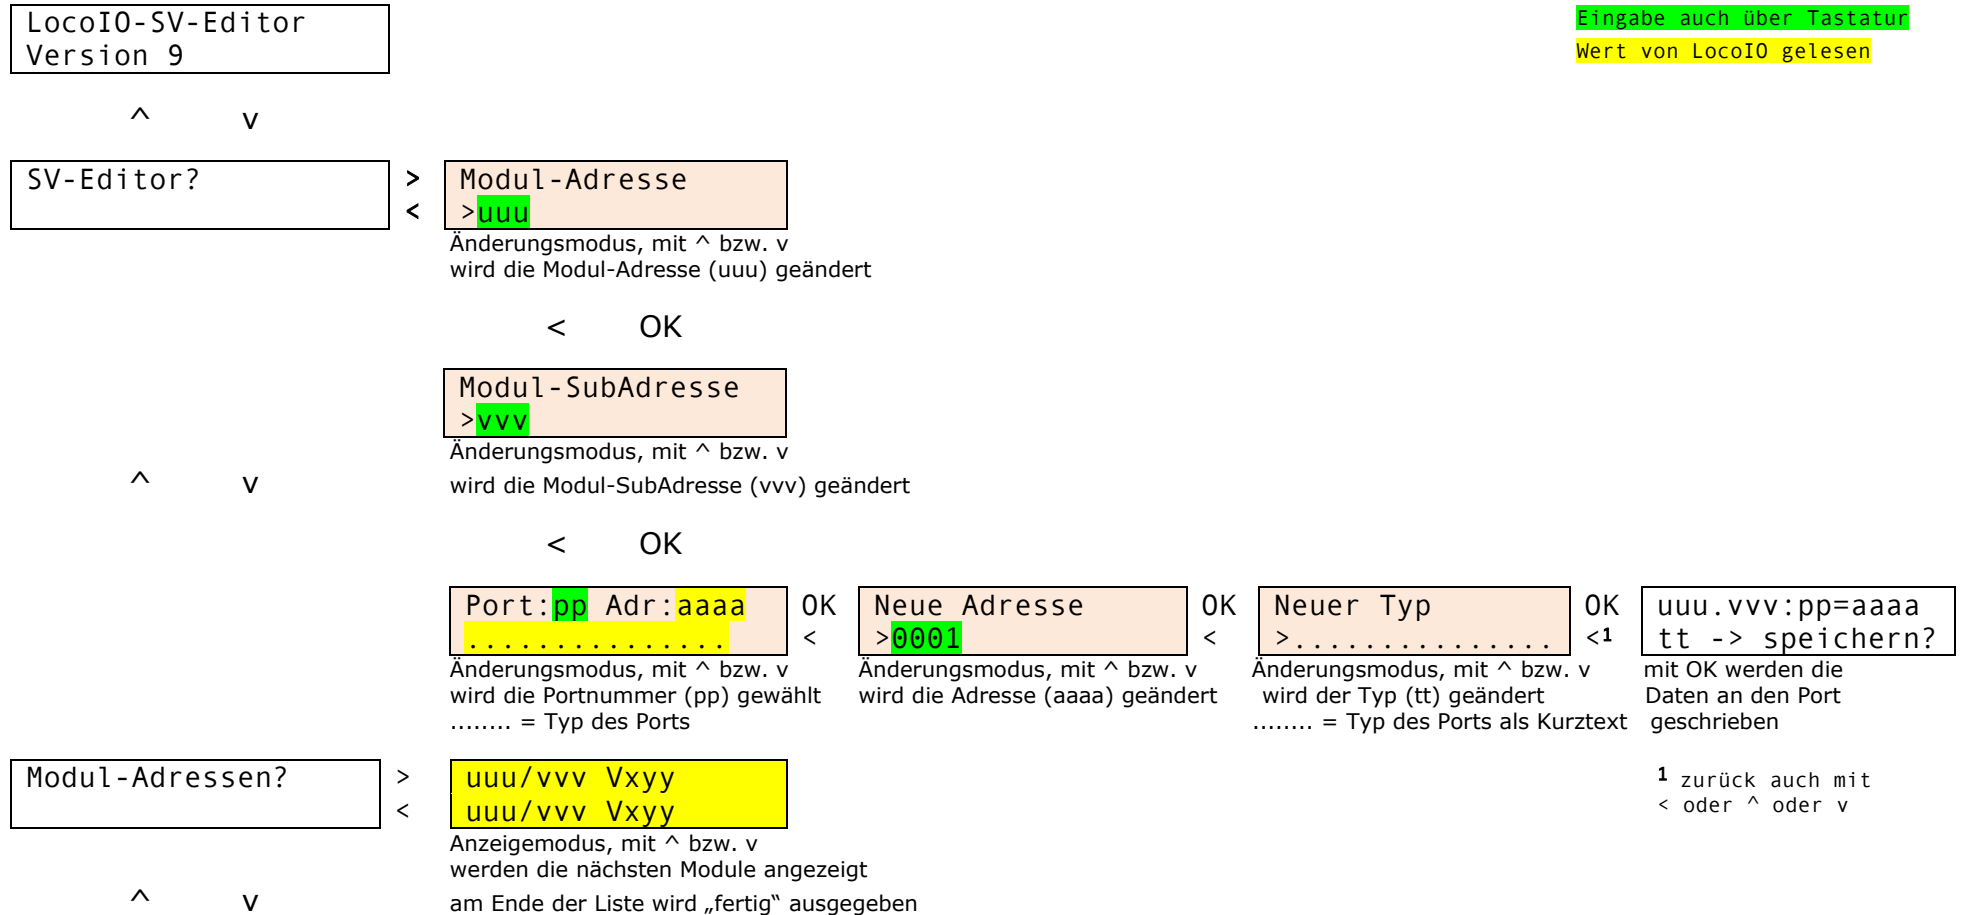 LocoIO-SV-Editor
Version 9
Eingabe auch über Tastatur
Wert von LocoIO gelesen
^ v
SV-Editor?
>
<
Modul-Adresse
>uuu
Änderungsmodus, mit ^ bzw. v
wird die Modul-Adresse (uuu) geändert
< OK
Modul-SubAdresse
>vvv
Änderungsmodus, mit ^ bzw. v
^ v wird die Modul-SubAdresse (vvv) geändert
< OK
Port:pp Adr:aaaa
...............
Änderungsmodus, mit ^ bzw. v
wird die Portnummer (pp) gewählt
........ = Typ des Ports
OK
<
Neue Adresse
>0001
Änderungsmodus, mit ^ bzw. v
wird die Adresse (aaaa) geändert
OK
<
Neuer Typ
>...............
Änderungsmodus, mit ^ bzw. v
wird der Typ (tt) geändert
........ = Typ des Ports als Kurztext
OK
<1
uuu.vvv:pp=aaaa
tt -> speichern?
mit OK werden die
Daten an den Port
geschrieben
Modul-Adressen?
>
<
uuu/vvv Vxyy
uuu/vvv Vxyy
Anzeigemodus, mit ^ bzw. v
werden die nächsten Module angezeigt
^ v am Ende der Liste wird „fertig“ ausgegeben
1 zurück auch mit
< oder ^ oder v